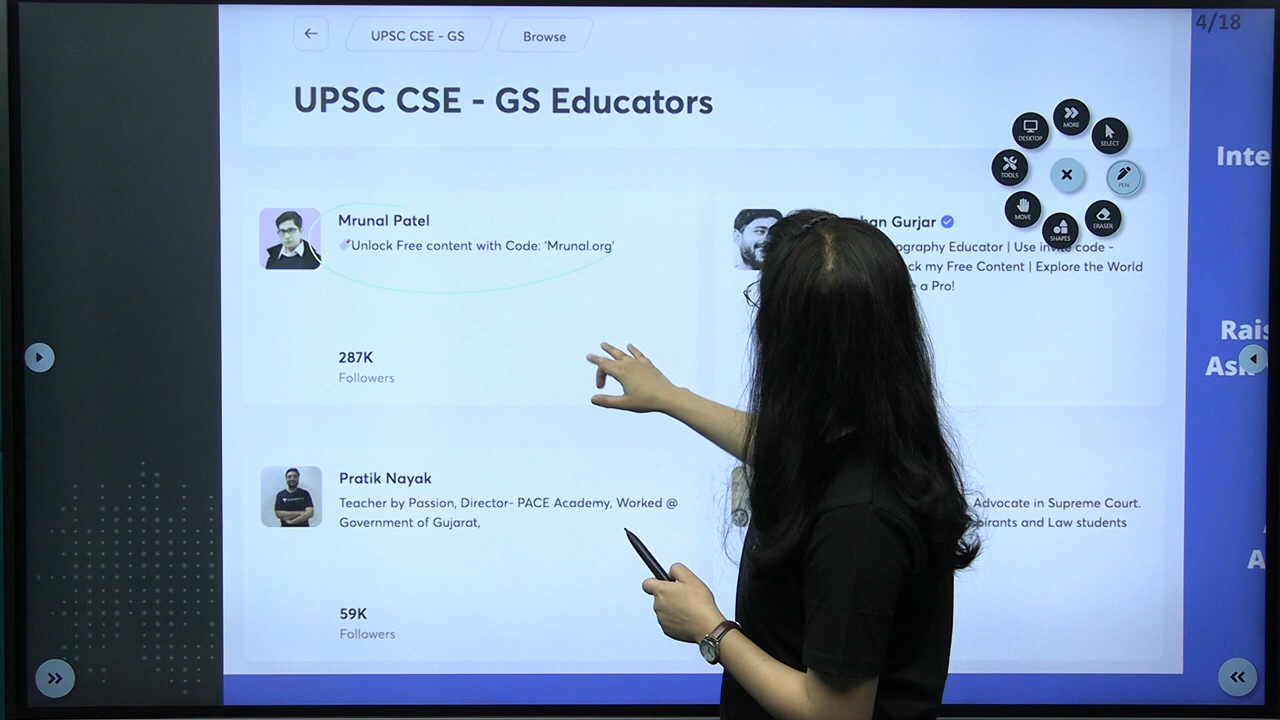 4/18
UPSC CSE - GS
Browse
UPSC CSE - GS Educators
MORE
DESKTOP
SELECT
TOOLS
PEN
MOVE
ERASER
SHAPES
Inte
Mrunal Patel
Unlock Free content with Code: 'Mrunal.org'
287K
Followers
han Gurjar
ography Educator | Use invite code -
ck my Free Content | Explore the World
e a Pro!
Rais
Ask
Pratik Nayak
Teacher by Passion, Director- PACE Academy, Worked @
Government of Gujarat,
59K
Followers
Advocate in Supreme Court.
pirants and Law students
A